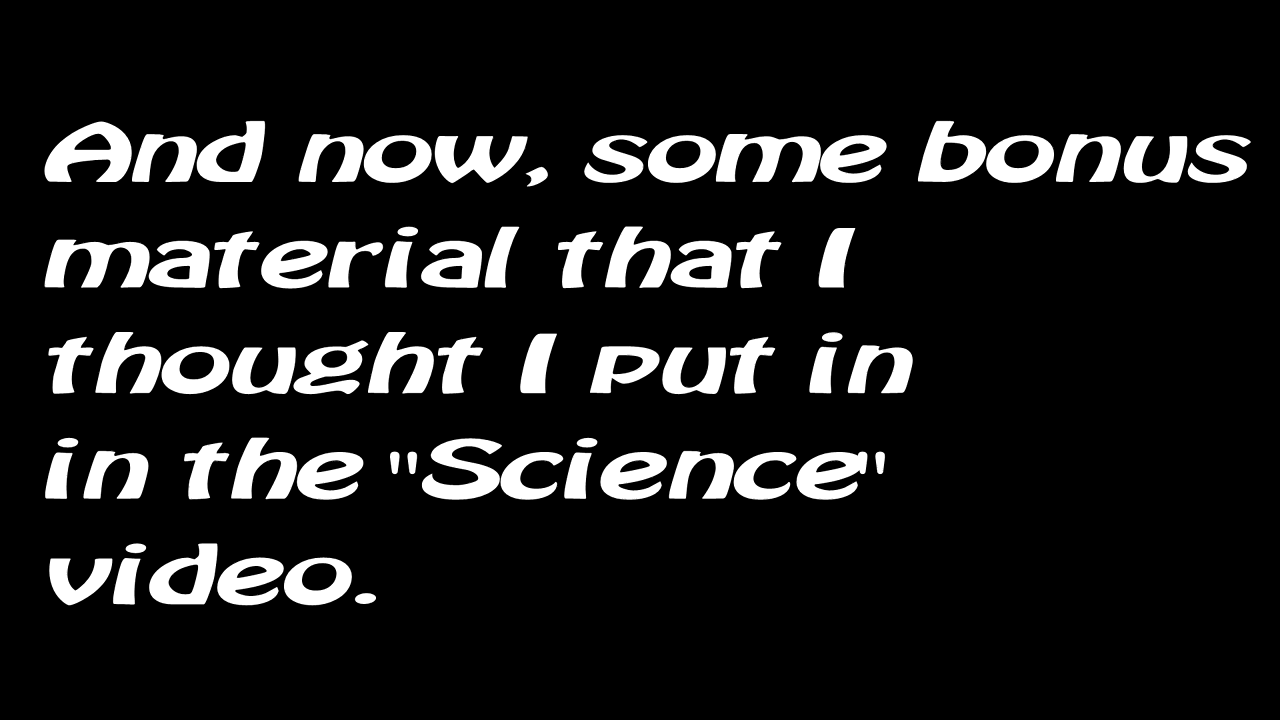 And now, some bonus
material that I
thought I put in
in the "Science"
video.